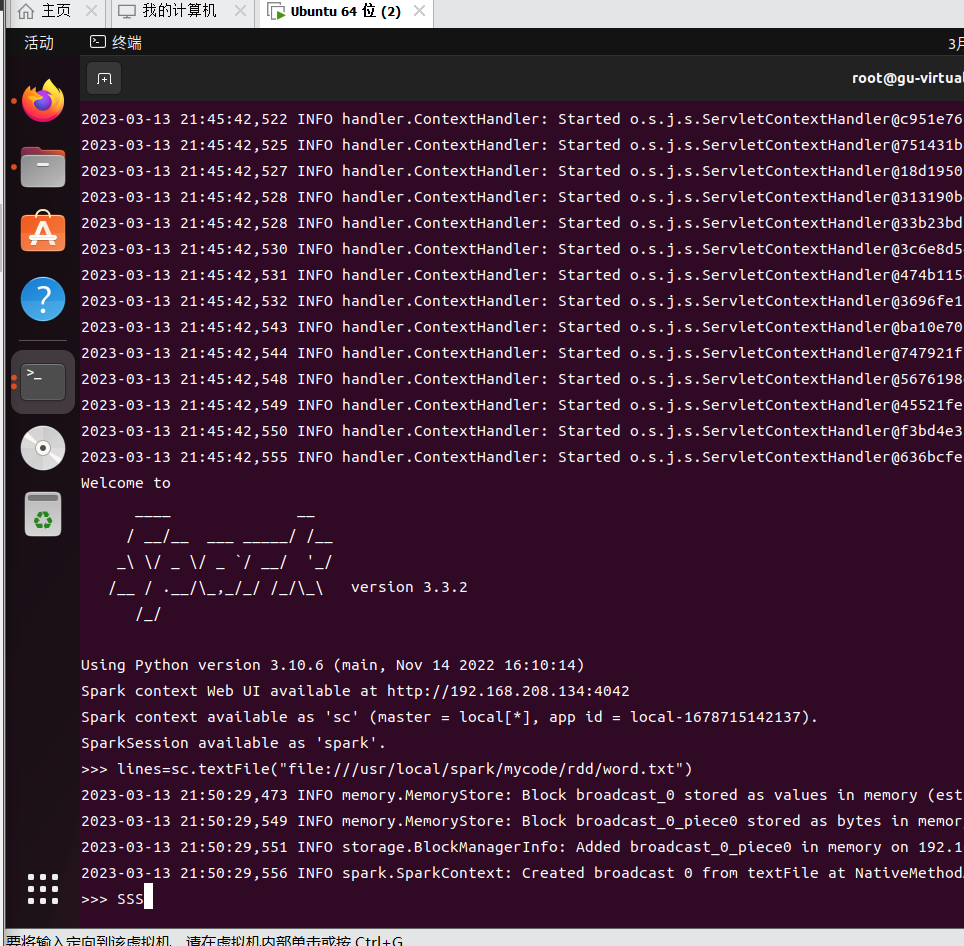 主页 我的计算机 Ubuntu 64 位 (2)
活动 终端 3月
root@gu-virtual
2023-03-13 21:45:42,522 INFO handler.ContextHandler: Started o.s.j.s.ServletContextHandler@c951e76
2023-03-13 21:45:42,525 INFO handler.ContextHandler: Started o.s.j.s.ServletContextHandler@751431b
2023-03-13 21:45:42,527 INFO handler.ContextHandler: Started o.s.j.s.ServletContextHandler@18d1950
2023-03-13 21:45:42,528 INFO handler.ContextHandler: Started o.s.j.s.ServletContextHandler@313190b
2023-03-13 21:45:42,528 INFO handler.ContextHandler: Started o.s.j.s.ServletContextHandler@33b23bd
2023-03-13 21:45:42,530 INFO handler.ContextHandler: Started o.s.j.s.ServletContextHandler@3c6e8d5
2023-03-13 21:45:42,531 INFO handler.ContextHandler: Started o.s.j.s.ServletContextHandler@474b115
2023-03-13 21:45:42,532 INFO handler.ContextHandler: Started o.s.j.s.ServletContextHandler@3696fe1
2023-03-13 21:45:42,543 INFO handler.ContextHandler: Started o.s.j.s.ServletContextHandler@ba10e70
2023-03-13 21:45:42,544 INFO handler.ContextHandler: Started o.s.j.s.ServletContextHandler@747921f
2023-03-13 21:45:42,548 INFO handler.ContextHandler: Started o.s.j.s.ServletContextHandler@5676198
2023-03-13 21:45:42,549 INFO handler.ContextHandler: Started o.s.j.s.ServletContextHandler@45521fe
2023-03-13 21:45:42,550 INFO handler.ContextHandler: Started o.s.j.s.ServletContextHandler@f3bd4e3
2023-03-13 21:45:42,555 INFO handler.ContextHandler: Started o.s.j.s.ServletContextHandler@636bcfe
Welcome to
      ____              __
     / __/__  ___ _____/ /__
    _\ \/ _ \/ _ `/ __/  '_/
   /__ / .__/\_,_/_/ /_/\_\   version 3.3.2
      /_/
Using Python version 3.10.6 (main, Nov 14 2022 16:10:14)
Spark context Web UI available at http://192.168.208.134:4042
Spark context available as 'sc' (master = local[*], app id = local-1678715142137).
SparkSession available as 'spark'.
>>> lines=sc.textFile("file:///usr/local/spark/mycode/rdd/word.txt")
2023-03-13 21:50:29,473 INFO memory.MemoryStore: Block broadcast_0 stored as values in memory (est
2023-03-13 21:50:29,549 INFO memory.MemoryStore: Block broadcast_0_piece0 stored as bytes in memor
2023-03-13 21:50:29,551 INFO storage.BlockManagerInfo: Added broadcast_0_piece0 in memory on 192.1
2023-03-13 21:50:29,556 INFO spark.SparkContext: Created broadcast 0 from textFile at NativeMethod
>>> SSS
要将输入定向到该虚拟机，请在虚拟机内部单击或按 Ctrl+G